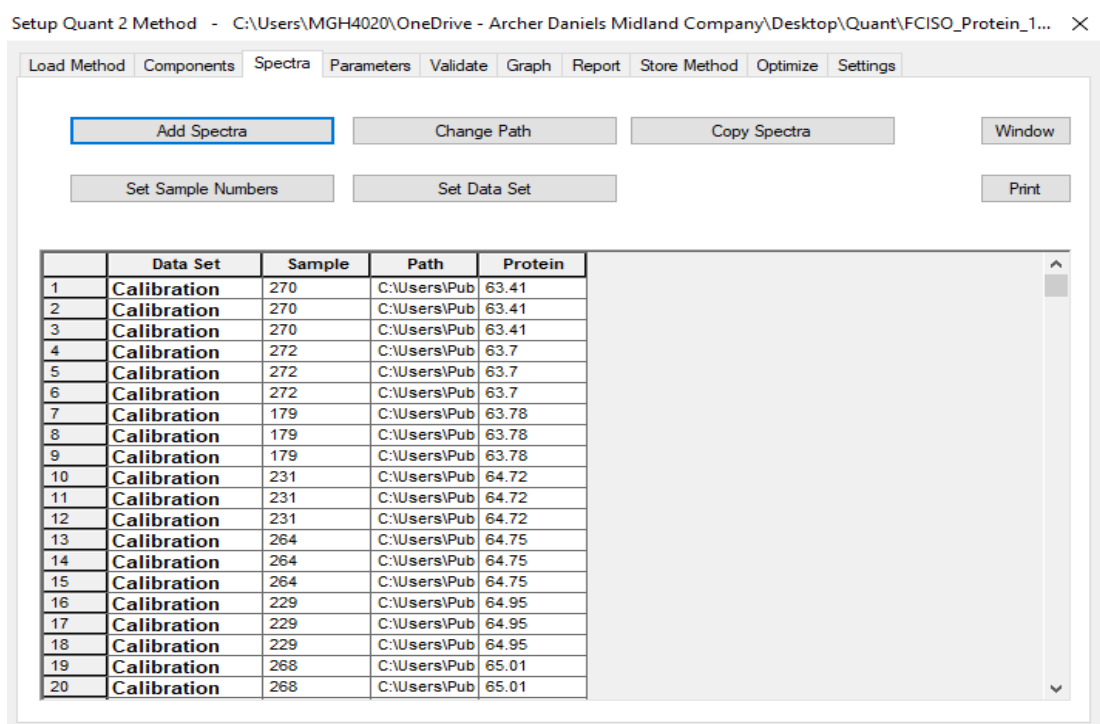 Setup Quant 2 Method - C:\Users\MGH4020\OneDrive - Archer Daniels Midland Company\Desktop\Quant\FCISO_Protein_1...
Load Method Components Spectra Parameters Validate Graph Report Store Method Optimize Settings
Add Spectra Change Path Copy Spectra Window
Set Sample Numbers Set Data Set Print
Data Set Sample Path Protein
1 Calibration 270 C:\Users\Pub 63.41
2 Calibration 270 C:\Users\Pub 63.41
3 Calibration 270 C:\Users\Pub 63.41
4 Calibration 272 C:\Users\Pub 63.7
5 Calibration 272 C:\Users\Pub 63.7
6 Calibration 272 C:\Users\Pub 63.7
7 Calibration 179 C:\Users\Pub 63.78
8 Calibration 179 C:\Users\Pub 63.78
9 Calibration 179 C:\Users\Pub 63.78
10 Calibration 231 C:\Users\Pub 64.72
11 Calibration 231 C:\Users\Pub 64.72
12 Calibration 231 C:\Users\Pub 64.72
13 Calibration 264 C:\Users\Pub 64.75
14 Calibration 264 C:\Users\Pub 64.75
15 Calibration 264 C:\Users\Pub 64.75
16 Calibration 229 C:\Users\Pub 64.95
17 Calibration 229 C:\Users\Pub 64.95
18 Calibration 229 C:\Users\Pub 64.95
19 Calibration 268 C:\Users\Pub 65.01
20 Calibration 268 C:\Users\Pub 65.01